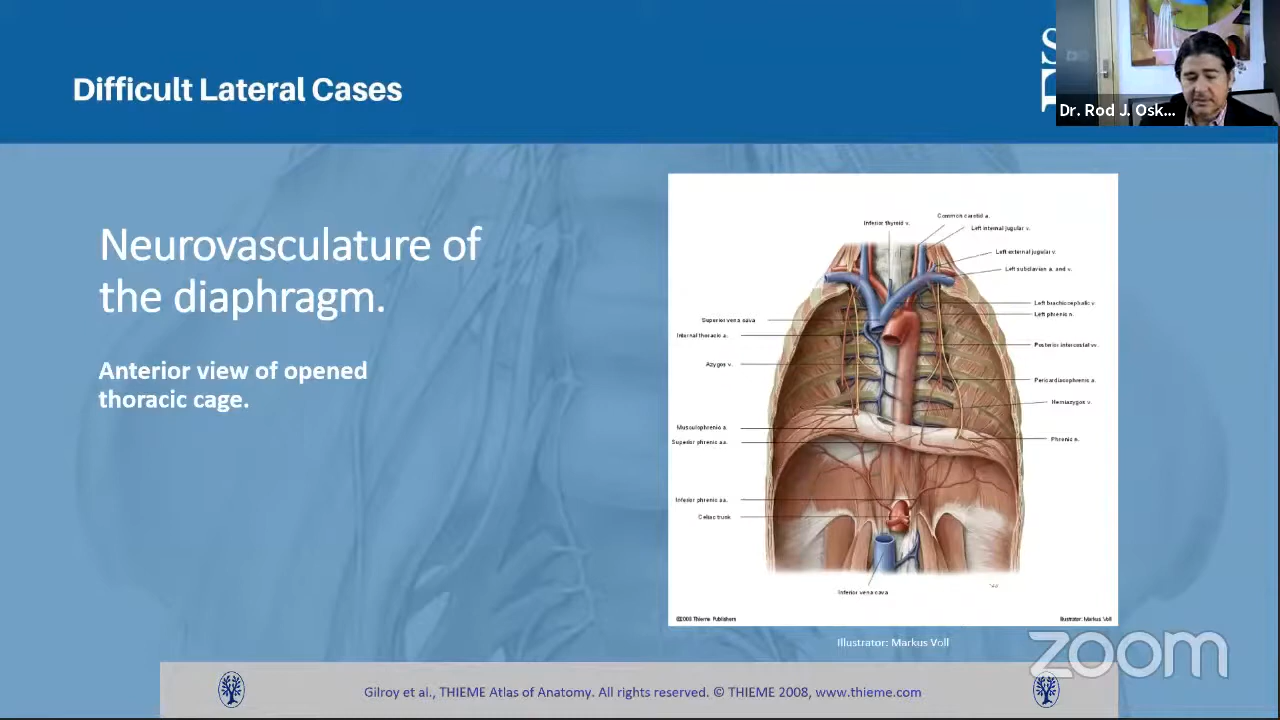 Difficult Lateral Cases
Dr. Rod J. Osk...
Neurovasculature of
the diaphragm.
Anterior view of opened
thoracic cage.
Inferior thyroid v.
Common carotid a.
Left internal jugular v.
Left external jugular v.
Left subclavian a. and v.
Left brachiocephalic v.
Left phrenic n.
Superior vena cava
Internal thoracic a.
Posterior intercostal vv.
Azygos v.
Pericardiacophrenic a.
Hemiazygos v.
Musculophrenic a.
Superior phrenic aa.
Phrenic n.
Inferior phrenic aa.
Celiac trunk
Inferior vena cava
Thieme Publishers
Illustrator: Markus Voll
Illustrator: Markus Voll
zoom
Gilroy et al., THIEME Atlas of Anatomy. All rights reserved. © THIEME 2008, www.thieme.com